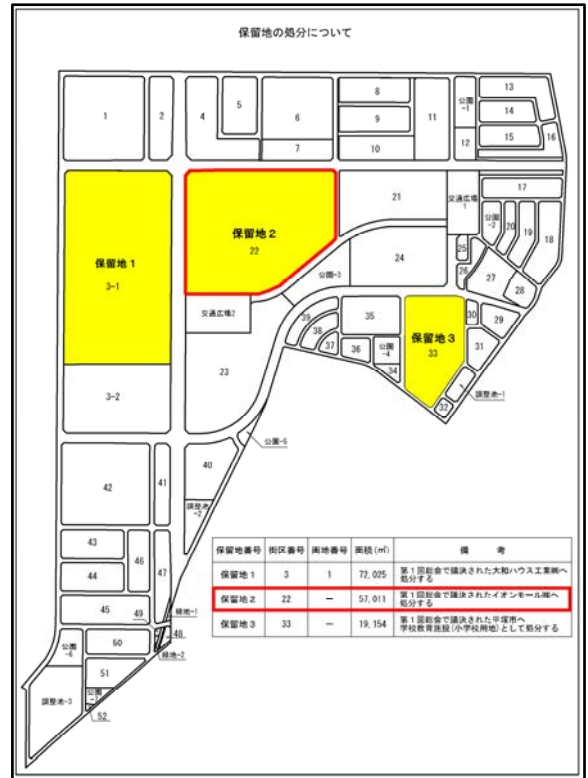 保留地の処分について
1
2
4
5
6
7
8
9
10
11
公園
-1
12
13
14
15
16
保留地1
3-1
保留地2
22
21
交通広場
1
17
公園
-2
20
19
18
公園-3
24
25
26
27
28
交通広場2
39
38
37
35
36
公園
-4
34
保留地3
33
30
29
31
32
調整池-1
3-2
23
公園-5
40
調整池
-2
42
41
43
44
46
47
45
49
緑地-1
48
緑地-2
公園
-6
50
51
調整池-3
52
保留地番号 街区番号 画地番号 面積(㎡) 備 考
保留地1 3 1 72,025 第1回総会で議決された大和ハウス工業㈱へ
処分する
保留地2 22 － 57,011 第1回総会で議決されたイオンモール㈱へ
処分する
保留地3 33 － 19,154 第1回総会で議決された平塚市へ
学校教育施設(小学校用地)として処分する